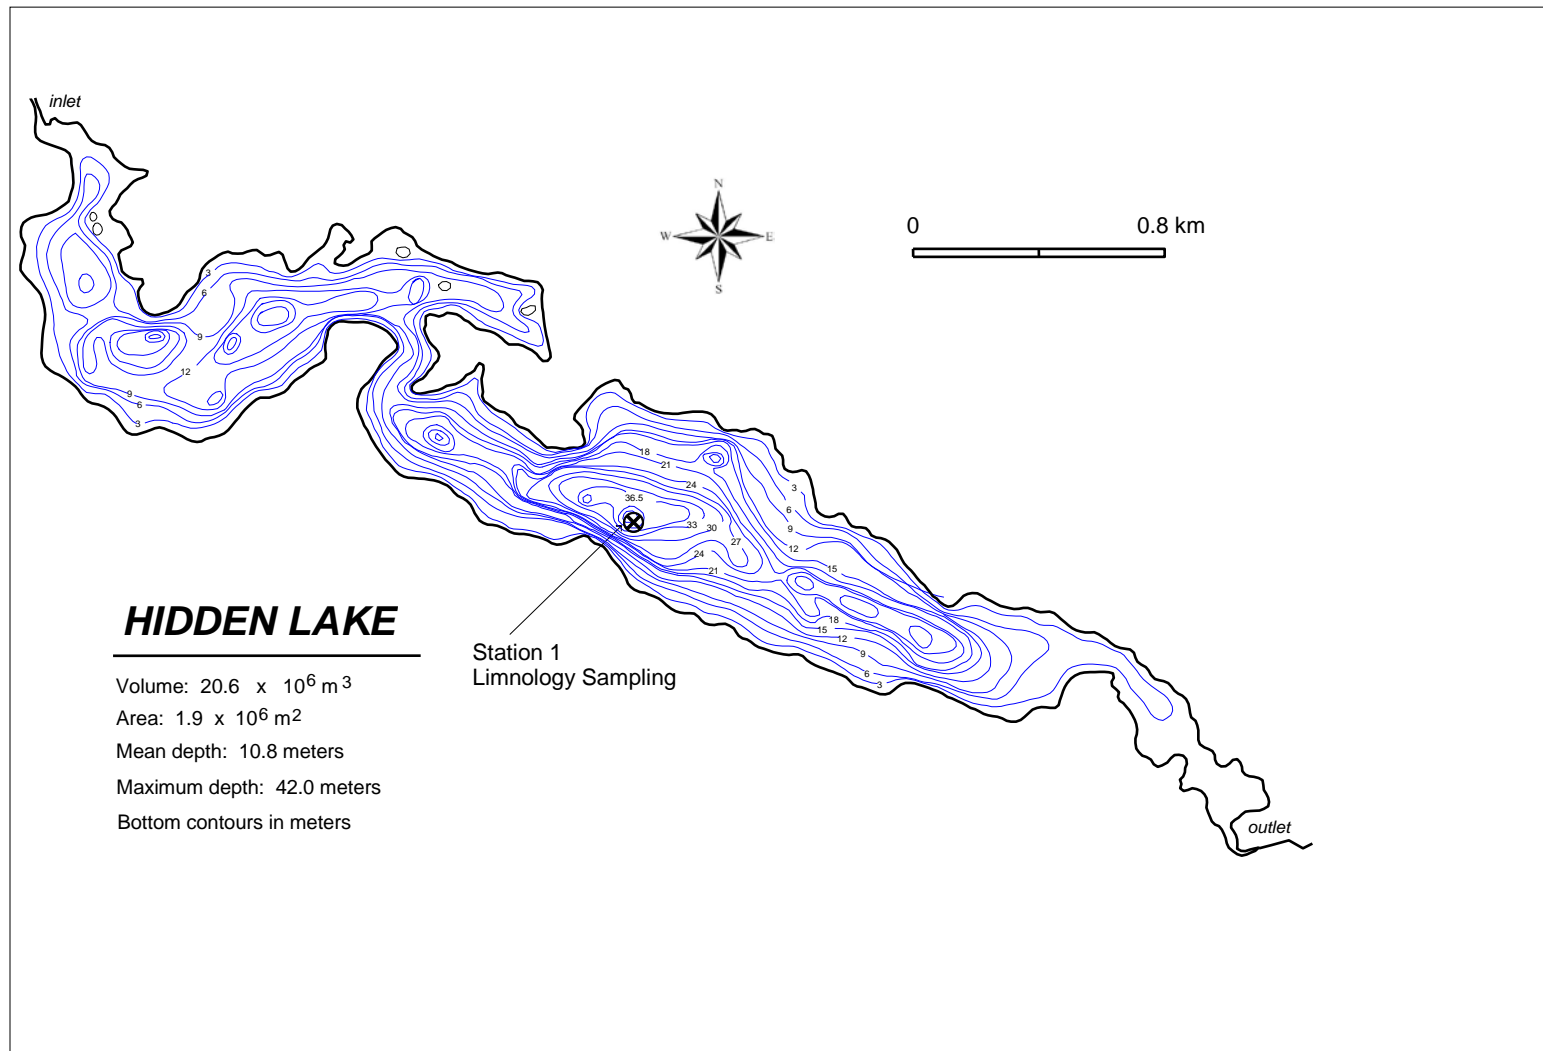 inlet
N
W
E
S
0
0.8 km
3
6
9
12
9
6
3
18
21
24
36.5
33
30
27
24
21
3
6
9
12
15
18
15
12
9
6
3
HIDDEN LAKE
Volume: 20.6 x 10⁶ m³
Area: 1.9 x 10⁶ m²
Mean depth: 10.8 meters
Maximum depth: 42.0 meters
Bottom contours in meters
Station 1
Limnology Sampling
outlet